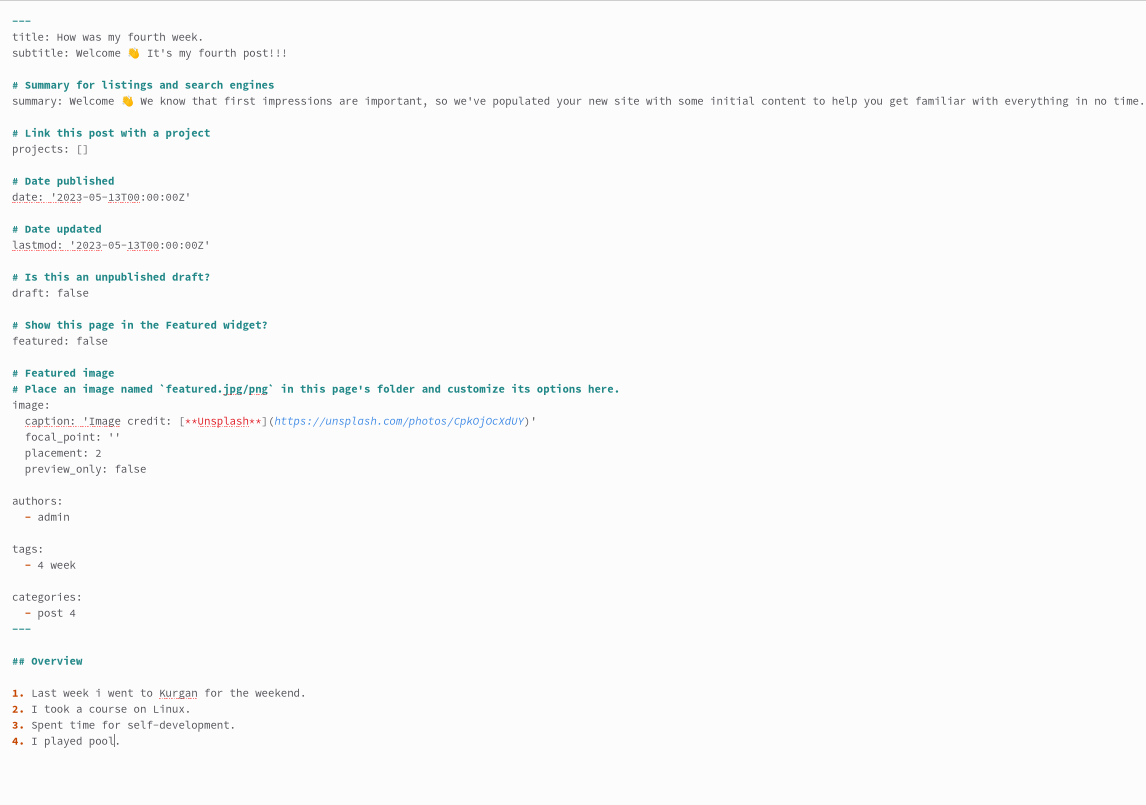 ---
title: How was my fourth week.
subtitle: Welcome 👋 It's my fourth post!!!

# Summary for listings and search engines
summary: Welcome 👋 We know that first impressions are important, so we've populated your new site with some initial content to help you get familiar with everything in no time.

# Link this post with a project
projects: []

# Date published
date: '2023-05-13T00:00:00Z'

# Date updated
lastmod: '2023-05-13T00:00:00Z'

# Is this an unpublished draft?
draft: false

# Show this page in the Featured widget?
featured: false

# Featured image
# Place an image named `featured.jpg/png` in this page's folder and customize its options here.
image:
  caption: 'Image credit: [**Unsplash**](https://unsplash.com/photos/CpkOjOcXdUY)'
  focal_point: ''
  placement: 2
  preview_only: false

authors:
  - admin

tags:
  - 4 week

categories:
  - post 4
---

## Overview

1. Last week i went to Kurgan for the weekend.
2. I took a course on Linux.
3. Spent time for self-development.
4. I played pool.